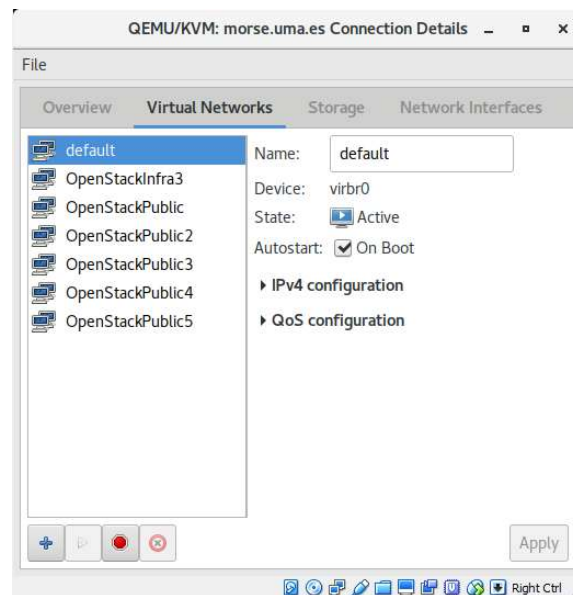 QEMU/KVM: morse.uma.es Connection Details
File
Overview Virtual Networks Storage Network Interfaces
default
OpenStackInfra3
OpenStackPublic
OpenStackPublic2
OpenStackPublic3
OpenStackPublic4
OpenStackPublic5
Name: default
Device: virbr0
State: Active
Autostart: On Boot
IPv4 configuration
QoS configuration
Apply
Right Ctrl